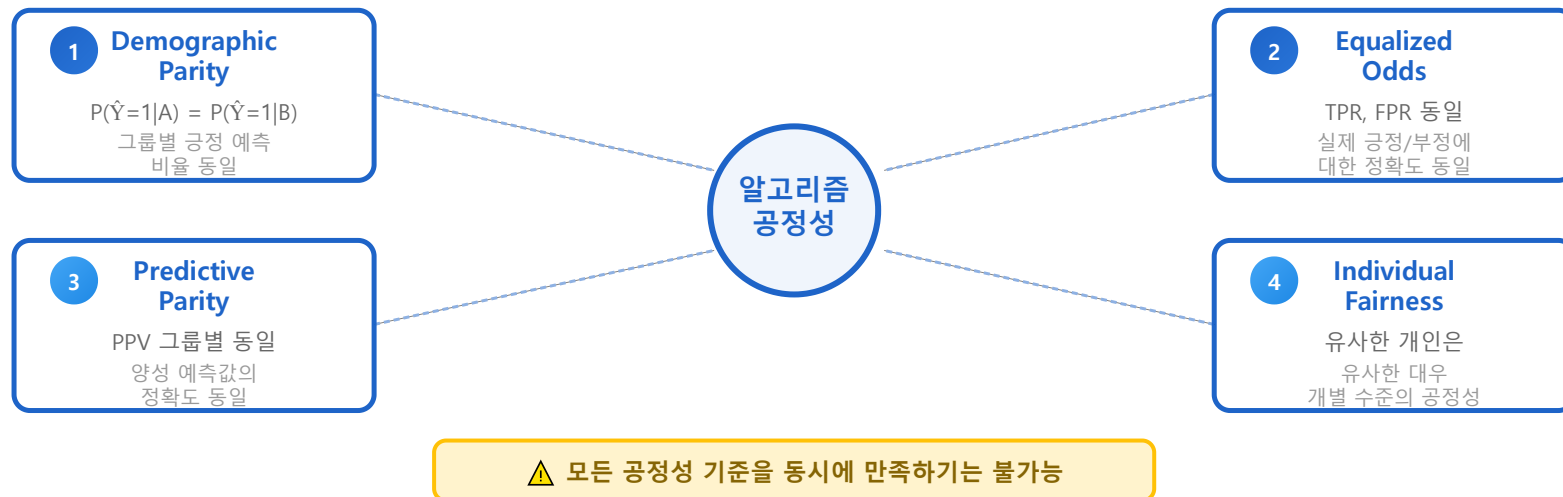 1
Demographic
Parity
P(Ŷ=1|A) = P(Ŷ=1|B)
그룹별 긍정 예측
비율 동일
2
Equalized
Odds
TPR, FPR 동일
실제 긍정/부정에
대한 정확도 동일
알고리즘
공정성
3
Predictive
Parity
PPV 그룹별 동일
양성 예측값의
정확도 동일
4
Individual
Fairness
유사한 개인은
유사한 대우
개별 수준의 공정성
⚠ 모든 공정성 기준을 동시에 만족하기는 불가능